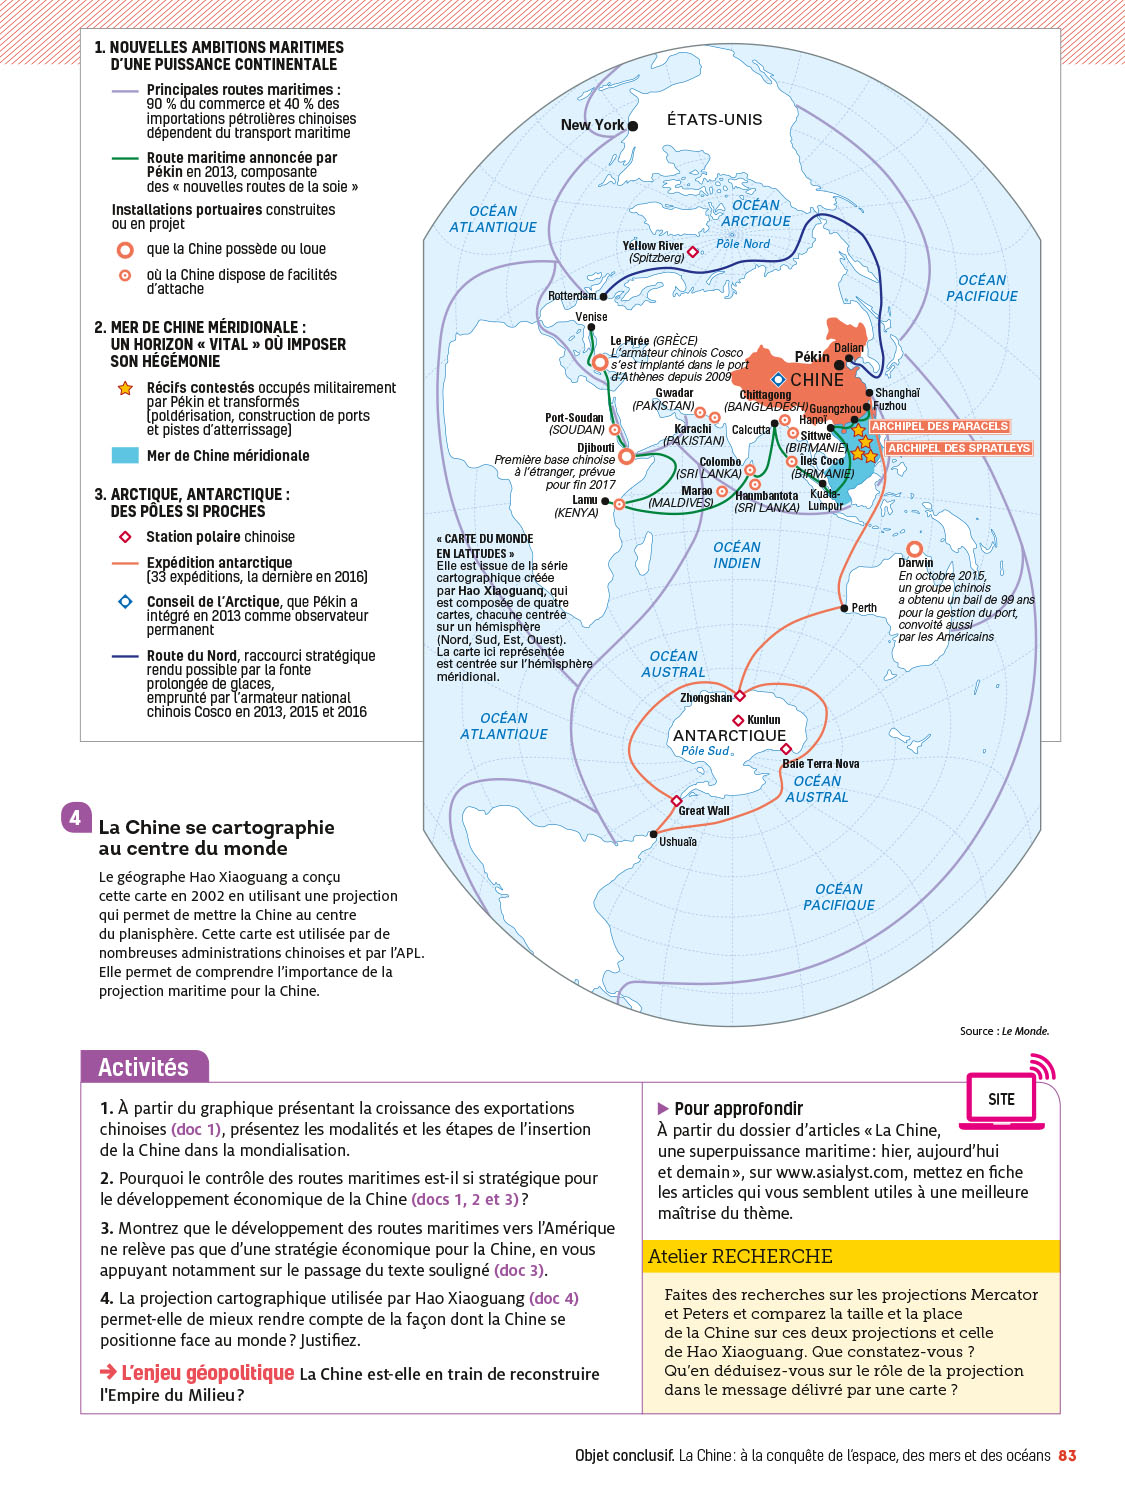 1. NOUVELLES AMBITIONS MARITIMES
D'UNE PUISSANCE CONTINENTALE
Principales routes maritimes :
90 % du commerce et 40 % des
importations pétrolières chinoises
dépendent du transport maritime
Route maritime annoncée par
Pékin en 2013, composante
des « nouvelles routes de la soie »
Installations portuaires construites
ou en projet
que la Chine possède ou loue
où la Chine dispose de facilités
d'attache
2. MER DE CHINE MÉRIDIONALE :
UN HORIZON « VITAL » OÙ IMPOSER
SON HÉGÉMONIE
Récifs contestés occupés militairement
par Pékin et transformés
(poldérisation, construction de ports
et pistes d'atterrissage)
Mer de Chine méridionale
3. ARCTIQUE, ANTARCTIQUE :
DES PÔLES SI PROCHES
Station polaire chinoise
Expédition antarctique
(33 expéditions, la dernière en 2016)
Conseil de l'Arctique, que Pékin a
intégré en 2013 comme observateur
permanent
Route du Nord, raccourci stratégique
rendu possible par la fonte
prolongée de glaces,
emprunté par l'armateur national
chinois Cosco en 2013, 2015 et 2016
New York
ÉTATS-UNIS
OCÉAN
ATLANTIQUE
OCÉAN
ARCTIQUE
Yellow River
(Spitzberg)
Pôle Nord
OCÉAN
PACIFIQUE
Rotterdam
Venise
Le Pirée (GRÈCE)
L'armateur chinois Cosco
s'est implanté dans le port
d'Athènes depuis 2009
Dalian
Pékin
CHINE
Shanghaï
Fuzhou
Guangzhou
Gwadar
(PAKISTAN)
Chittagong
(BANGLADESH)
Hanoï
Port-Soudan
(SOUDAN)
Karachi
(PAKISTAN)
Calcutta
Sittwe
(BIRMANIE)
ARCHIPEL DES PARACELS
ARCHIPEL DES SPRATLEYS
Djibouti
Première base chinoise
à l'étranger, prévue
pour fin 2017
Colombo
(SRI LANKA)
Îles Coco
(BIRMANIE)
Lamu
(KENYA)
Marao
(MALDIVES)
Haumbantota
(SRI LANKA)
Kuala-
Lumpur
« CARTE DU MONDE
EN LATITUDES »
Elle est issue de la série
cartographique créée
par Hao Xiaoguang, qui
est composée de quatre
cartes, chacune centrée
sur un hémisphère
(Nord, Sud, Est, Ouest).
La carte ici représentée
est centrée sur l'hémisphère
méridional.
OCÉAN
INDIEN
Darwin
En octobre 2015,
un groupe chinois
a obtenu un bail de 99 ans
pour la gestion du port,
convoité aussi
par les Américains
Perth
OCÉAN
AUSTRAL
Zhongshan
Kunlun
ANTARCTIQUE
Pôle Sud
Baie Terra Nova
OCÉAN
ATLANTIQUE
OCÉAN
AUSTRAL
Great Wall
Ushuaïa
OCÉAN
PACIFIQUE
4
La Chine se cartographie
au centre du monde
Le géographe Hao Xiaoguang a conçu
cette carte en 2002 en utilisant une projection
qui permet de mettre la Chine au centre
du planisphère. Cette carte est utilisée par de
nombreuses administrations chinoises et par l'APL.
Elle permet de comprendre l'importance de la
projection maritime pour la Chine.
Source : Le Monde.
Activités
1. À partir du graphique présentant la croissance des exportations
chinoises (doc 1), présentez les modalités et les étapes de l'insertion
de la Chine dans la mondialisation.
2. Pourquoi le contrôle des routes maritimes est-il si stratégique pour
le développement économique de la Chine (docs 1, 2 et 3) ?
3. Montrez que le développement des routes maritimes vers l'Amérique
ne relève pas que d'une stratégie économique pour la Chine, en vous
appuyant notamment sur le passage du texte souligné (doc 3).
4. La projection cartographique utilisée par Hao Xiaoguang (doc 4)
permet-elle de mieux rendre compte de la façon dont la Chine se
positionne face au monde ? Justifiez.
→ L'enjeu géopolitique La Chine est-elle en train de reconstruire
l'Empire du Milieu ?
▶ Pour approfondir
SITE
À partir du dossier d'articles « La Chine,
une superpuissance maritime : hier, aujourd'hui
et demain », sur www.asialyst.com, mettez en fiche
les articles qui vous semblent utiles à une meilleure
maîtrise du thème.
Atelier RECHERCHE
Faites des recherches sur les projections Mercator
et Peters et comparez la taille et la place
de la Chine sur ces deux projections et celle
de Hao Xiaoguang. Que constatez-vous ?
Qu'en déduisez-vous sur le rôle de la projection
dans le message délivré par une carte ?
Objet conclusif. La Chine : à la conquête de l'espace, des mers et des océans 83